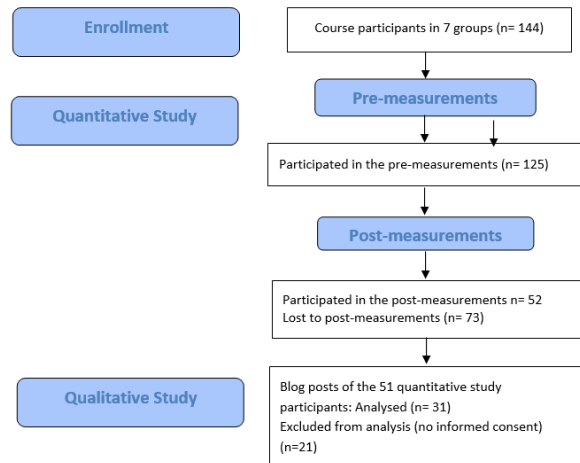 Enrollment
Course participants in 7 groups (n= 144)
Pre-measurements
Quantitative Study
Participated in the pre-measurements (n= 125)
Post-measurements
Participated in the post-measurements n= 52
Lost to post-measurements (n= 73)
Qualitative Study
Blog posts of the 51 quantitative study
participants: Analysed (n= 31)
Excluded from analysis (no informed consent)
(n=21)